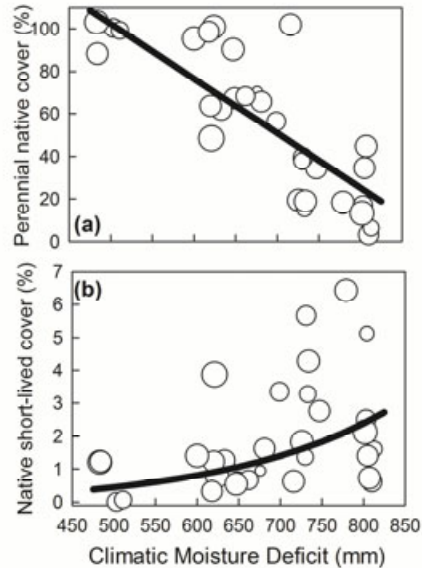 Perennial native cover (%)
100
80
60
40
20
0
(a)
Native short-lived cover (%)
7
6
5
4
3
2
1
0
(b)
450 500 550 600 650 700 750 800 850
Climatic Moisture Deficit (mm)